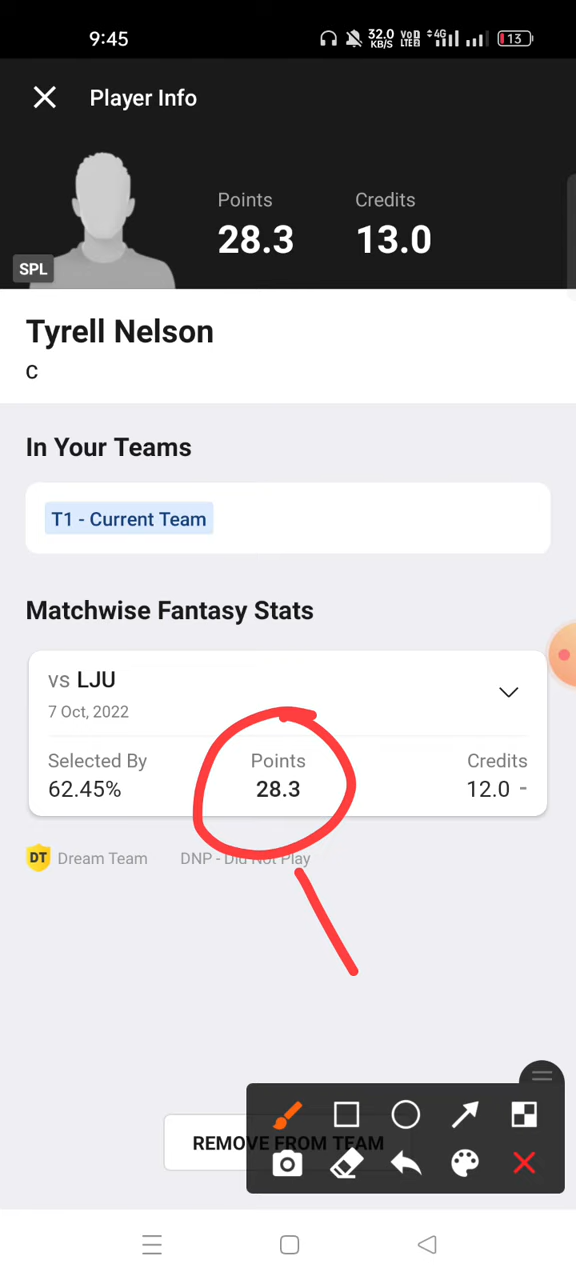 9:45
32.0 KB/S
VoD LTE2
4G
13
Player Info
Points
Credits
28.3
13.0
SPL
Tyrell Nelson
C
In Your Teams
T1 - Current Team
Matchwise Fantasy Stats
vs LJU
7 Oct, 2022
Selected By
Points
Credits
62.45%
28.3
12.0 -
DT Dream Team
DNP - Did Not Play
REMOVE FROM TEAM